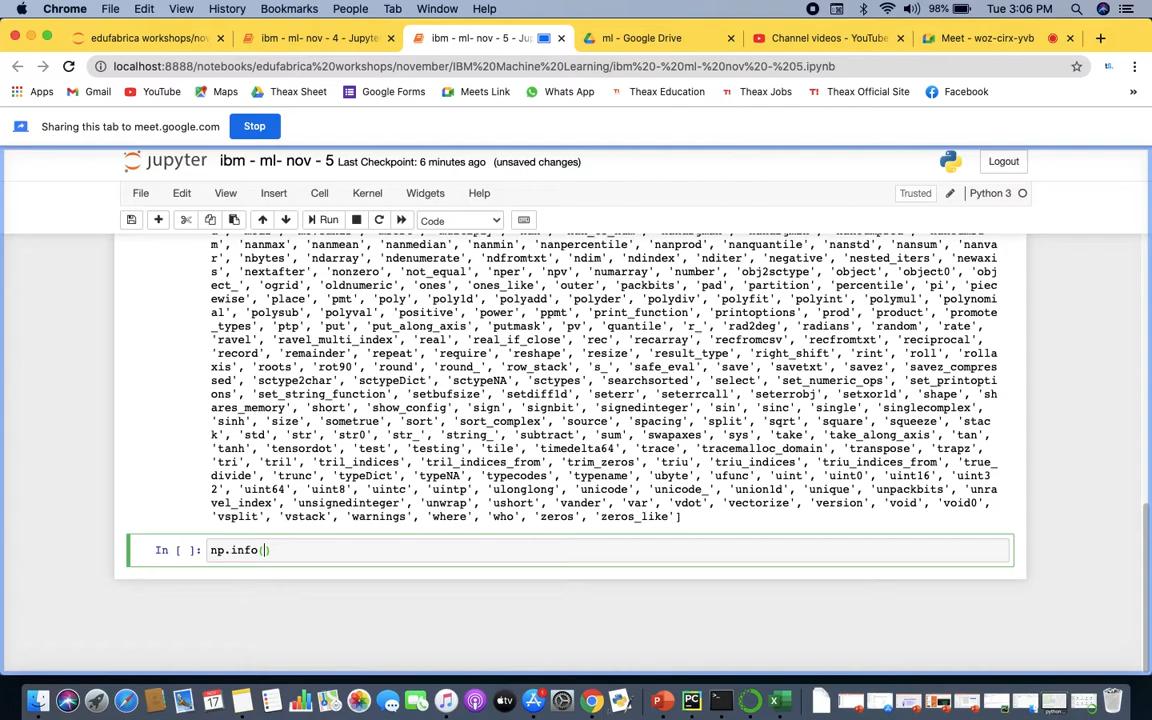 Chrome File Edit View History Bookmarks People Tab Window Help 98% Tue 3:06 PM
edufabrica workshops/nov ibm - ml- nov - 4 - Jupyter ibm - ml- nov - 5 - Ju ml - Google Drive Channel videos - YouTube Meet - woz-cirx-yvb
localhost:8888/notebooks/edufabrica%20workshops/november/IBM%20Machine%20Learning/ibm%20-%20ml-%20nov%20-%205.ipynb
Apps Gmail YouTube Maps Theax Sheet Google Forms Meets Link Whats App Theax Education Theax Jobs Theax Official Site Facebook
Sharing this tab to meet.google.com Stop
jupyter ibm - ml- nov - 5 Last Checkpoint: 6 minutes ago (unsaved changes) Logout
File Edit View Insert Cell Kernel Widgets Help Trusted Python 3
Run Code
m', 'nanmax', 'nanmean', 'nanmedian', 'nanmin', 'nanpercentile', 'nanprod', 'nanquantile', 'nanstd', 'nansum', 'nanva
r', 'nbytes', 'ndarray', 'ndenumerate', 'ndfromtxt', 'ndim', 'ndindex', 'nditer', 'negative', 'nested_iters', 'newaxi
s', 'nextafter', 'nonzero', 'not_equal', 'nper', 'npv', 'numarray', 'number', 'obj2sctype', 'object', 'object0', 'obj
ect_', 'ogrid', 'oldnumeric', 'ones', 'ones_like', 'outer', 'packbits', 'pad', 'partition', 'percentile', 'pi', 'piec
ewise', 'place', 'pmt', 'poly', 'poly1d', 'polyadd', 'polyder', 'polydiv', 'polyfit', 'polyint', 'polymul', 'polynomi
al', 'polysub', 'polyval', 'positive', 'power', 'ppmt', 'print_function', 'printoptions', 'prod', 'product', 'promote
_types', 'ptp', 'put', 'put_along_axis', 'putmask', 'pv', 'quantile', 'r_', 'rad2deg', 'radians', 'random', 'rate',
'ravel', 'ravel_multi_index', 'real', 'real_if_close', 'rec', 'recarray', 'recfromcsv', 'recfromtxt', 'reciprocal',
'record', 'remainder', 'repeat', 'require', 'reshape', 'resize', 'result_type', 'right_shift', 'rint', 'roll', 'rolla
xis', 'roots', 'rot90', 'round', 'round_', 'row_stack', 's_', 'safe_eval', 'save', 'savetxt', 'savez', 'savez_compres
sed', 'sctype2char', 'sctypeDict', 'sctypeNA', 'sctypes', 'searchsorted', 'select', 'set_numeric_ops', 'set_printopti
ons', 'set_string_function', 'setbufsize', 'setdiff1d', 'seterr', 'seterrcall', 'seterrobj', 'setxor1d', 'shape', 'sh
ares_memory', 'short', 'show_config', 'sign', 'signbit', 'signedinteger', 'sin', 'sinc', 'single', 'singlecomplex',
'sinh', 'size', 'sometrue', 'sort', 'sort_complex', 'source', 'spacing', 'split', 'sqrt', 'square', 'squeeze', 'stac
k', 'std', 'str', 'str0', 'str_', 'string_', 'subtract', 'sum', 'swapaxes', 'sys', 'take', 'take_along_axis', 'tan',
'tanh', 'tensordot', 'test', 'testing', 'tile', 'timedelta64', 'trace', 'tracemalloc_domain', 'transpose', 'trapz',
'tri', 'tril', 'tril_indices', 'tril_indices_from', 'trim_zeros', 'triu', 'triu_indices', 'triu_indices_from', 'true_
divide', 'trunc', 'typeDict', 'typeNA', 'typecodes', 'typename', 'ubyte', 'ufunc', 'uint', 'uint0', 'uint16', 'uint3
2', 'uint64', 'uint8', 'uintc', 'uintp', 'ulonglong', 'unicode', 'unicode_', 'union1d', 'unique', 'unpackbits', 'unra
vel_index', 'unsignedinteger', 'unwrap', 'ushort', 'vander', 'var', 'vdot', 'vectorize', 'version', 'void', 'void0',
'vsplit', 'vstack', 'warnings', 'where', 'who', 'zeros', 'zeros_like']
In [ ]: np.info()